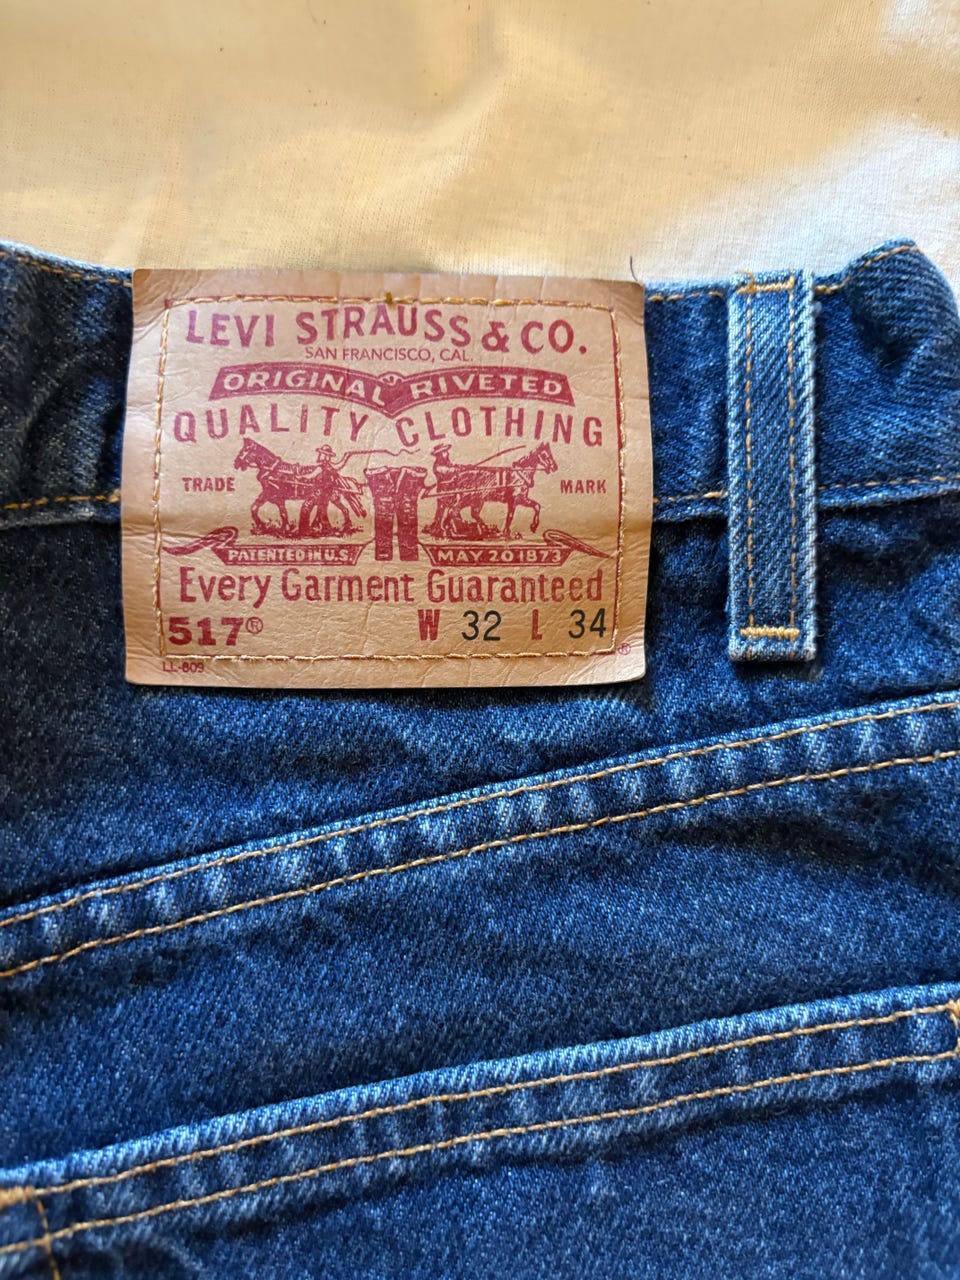 LEVI STRAUSS & CO.
SAN FRANCISCO, CAL.
ORIGINAL RIVETED
QUALITY CLOTHING
TRADE MARK
PATENTED IN U.S. MAY 20 1873
Every Garment Guaranteed
517® W 32 L 34
®
LL-809